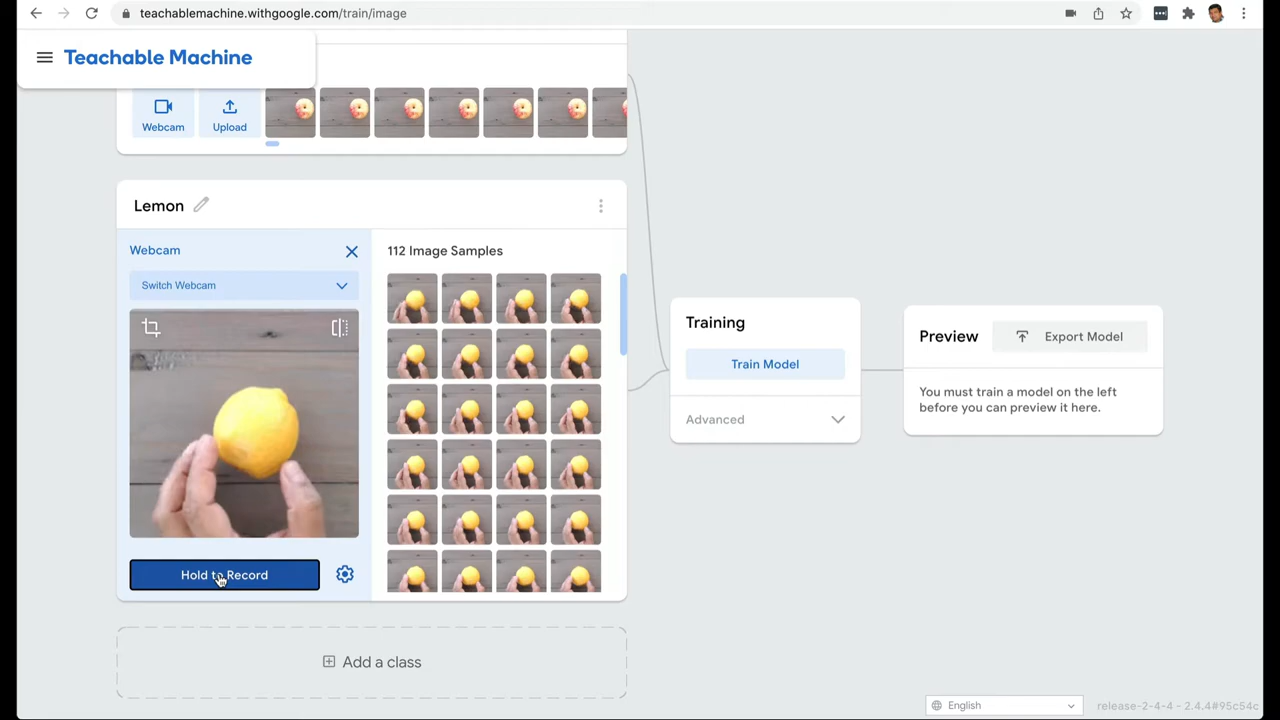 teachablemachine.withgoogle.com/train/image
Teachable Machine
Webcam
Upload
Lemon
Webcam
Switch Webcam
Hold to Record
112 Image Samples
Add a class
Training
Train Model
Advanced
Preview
Export Model
You must train a model on the left
before you can preview it here.
English
release-2-4-4 - 2.4.4#95c54c